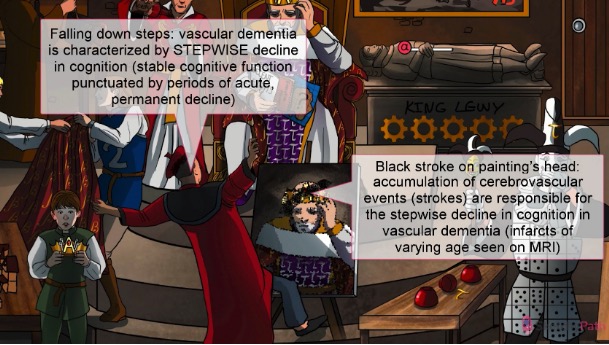 Falling down steps: vascular dementia
is characterized by STEPWISE decline
in cognition (stable cognitive function
punctuated by periods of acute,
permanent decline)
KING LEWY
Black stroke on painting's head:
accumulation of cerebrovascular
events (strokes) are responsible for
the stepwise decline in cognition in
vascular dementia (infarcts of
varying age seen on MRI)
2